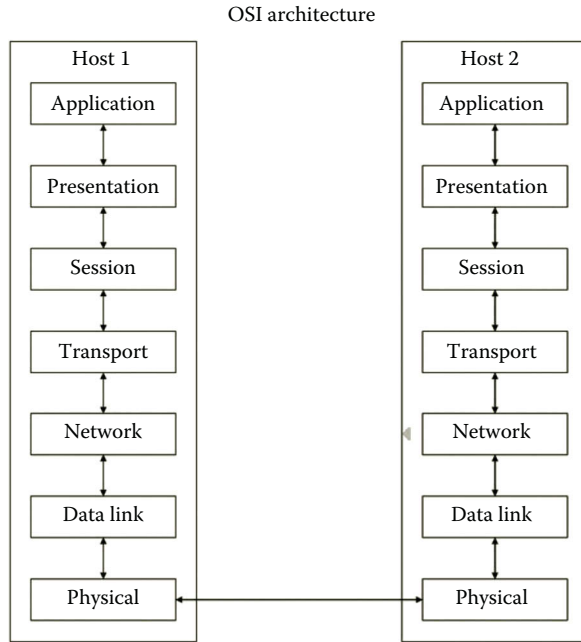 OSI architecture
Host 1
Application
Presentation
Session
Transport
Network
Data link
Physical
Host 2
Application
Presentation
Session
Transport
Network
Data link
Physical